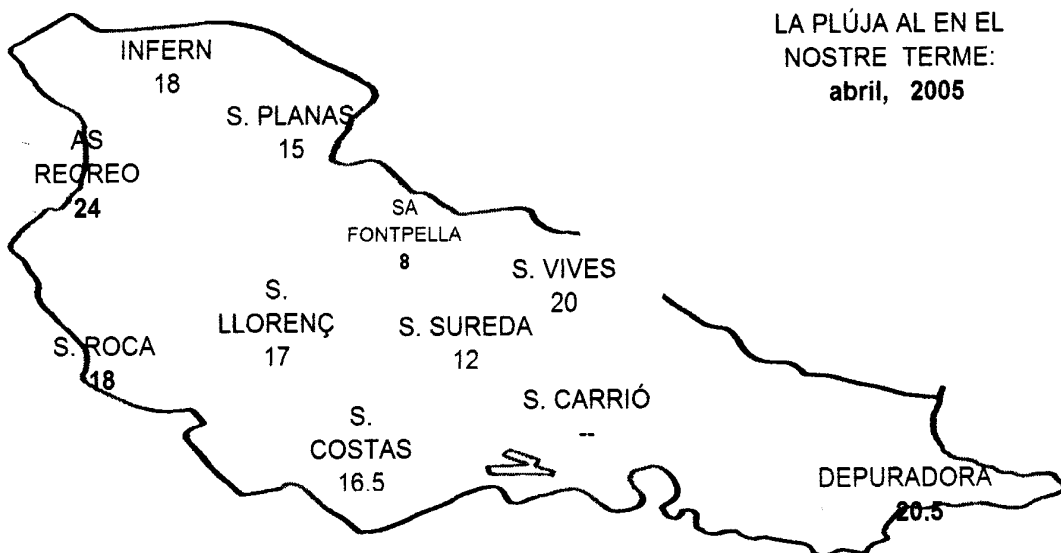 LA PLÚJA AL EN EL
NOSTRE TERME:
abril, 2005
INFERN
18
S. PLANAS
15
AS
RECREO
24
SA
FONTPELLA
8
S. VIVES
20
S.
LLORENÇ
17
S. SUREDA
12
S. ROCA
18
S. CARRIÓ
--
S.
COSTAS
16.5
DEPURADORA
20.5